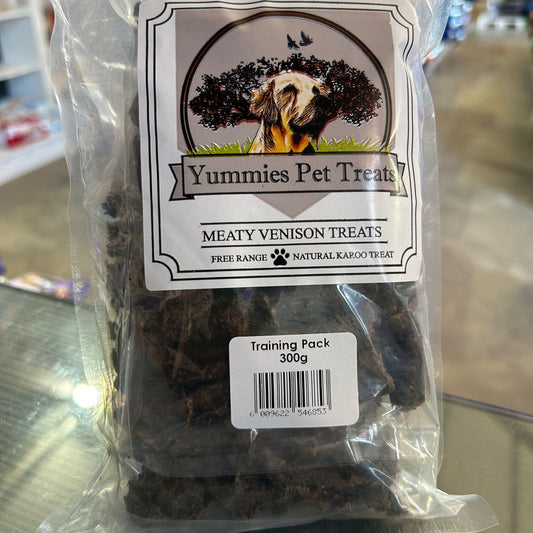 Yummies Pet Treats
MEATY VENISON TREATS
FREE RANGE NATURAL KAROO TREAT
Training Pack
300g
6 009622 546853